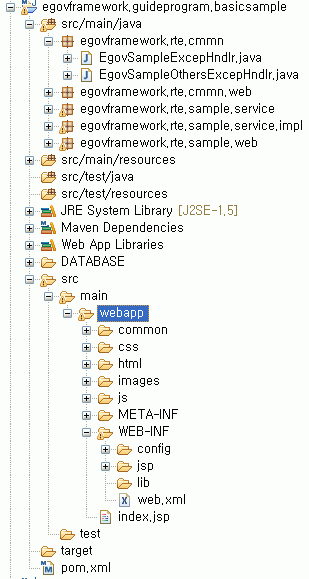 egovframework.guideprogram.basicsample
src/main/java
egovframework.rte.cmmn
EgovSampleExcepHndlr.java
EgovSampleOthersExcepHndlr.java
egovframework.rte.cmmn.web
egovframework.rte.sample.service
egovframework.rte.sample.service.impl
egovframework.rte.sample.web
src/main/resources
src/test/java
src/test/resources
JRE System Library [J2SE-1.5]
Maven Dependencies
Web App Libraries
DATABASE
src
main
webapp
common
css
html
images
js
META-INF
WEB-INF
config
jsp
lib
web.xml
index.jsp
test
target
pom.xml